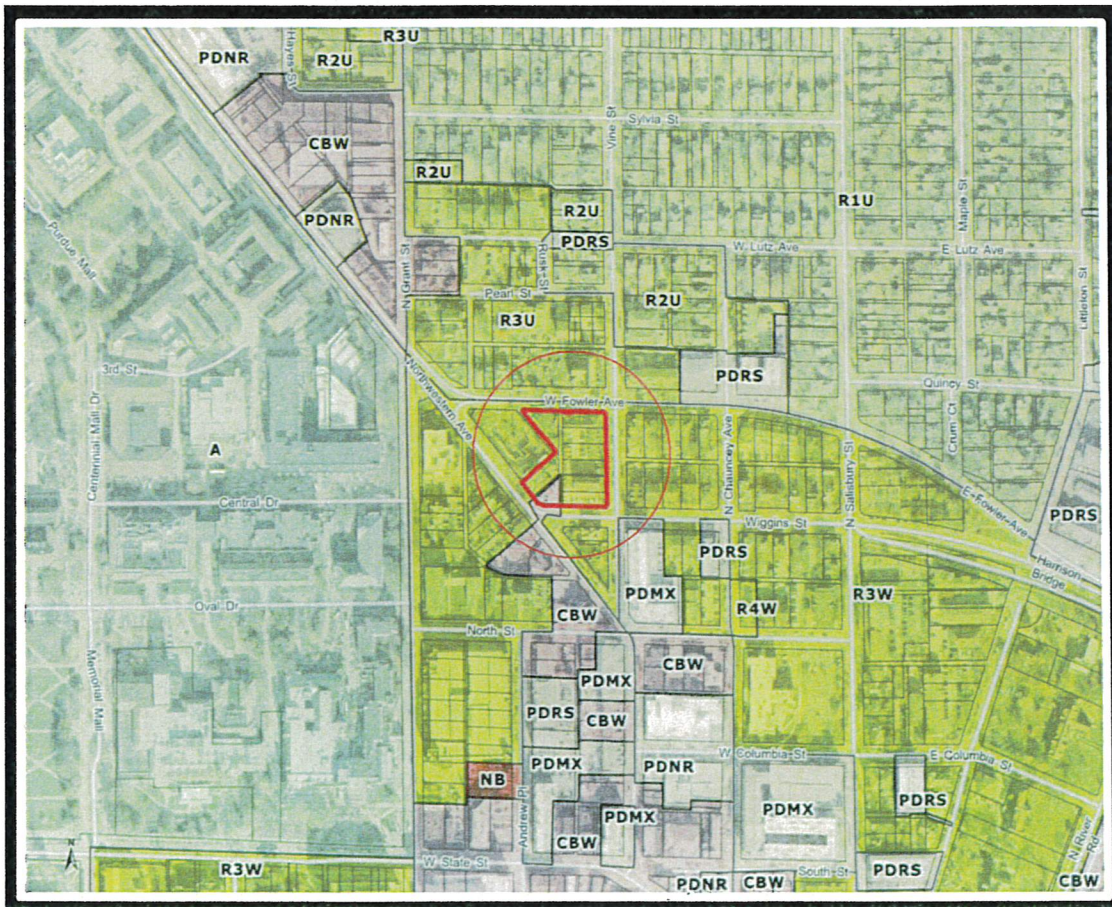 R3U
PDNR
Hayes St
R2U
Vine St
Sylvia St
CBW
R2U
R1U
Maple St
PDNR
R2U
Purdue Mall
PDRS
W Lutz Ave
E Lutz Ave
N Grant St
Rusk St
Littleton St
Pearl St
R2U
R3U
3rd St
PDRS
Quincy St
Northwestern Ave
W Fowler Ave
Centennial Mall Dr
Crum Ct
N Chauncey Ave
A
N Salisbury St
Central Dr
E Fowler Ave
PDRS
Wiggins St
PDRS
Harrison Bridge
PDMX
R4W
R3W
Oval Dr
CBW
North St
CBW
PDMX
Memorial Mall
PDRS
CBW
W Columbia St
E Columbia St
PDMX
PDNR
NB
PDRS
PDMX
PDMX
Andrew Pl
CBW
N River Rd
N
W State St
R3W
South St
PDRS
PDNR
CBW
CBW